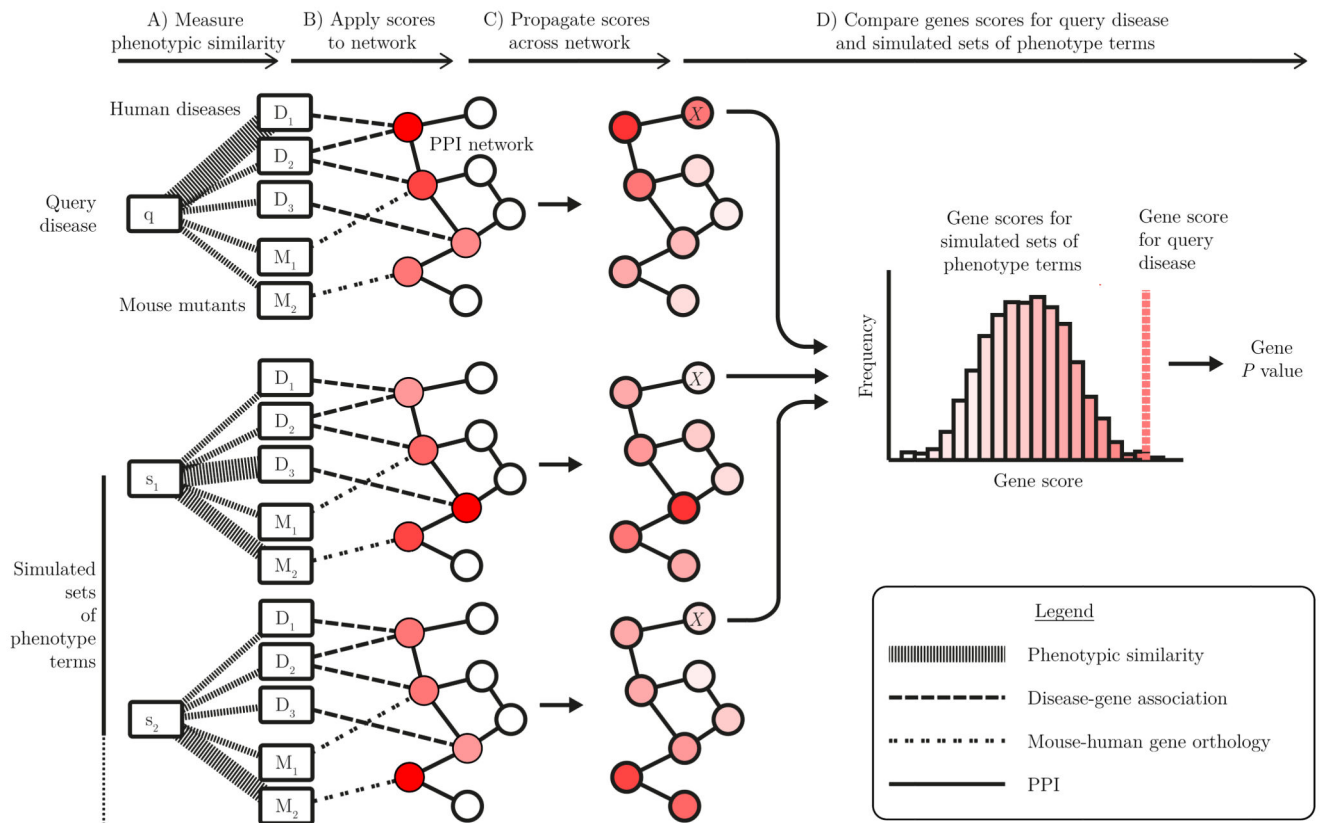 A) Measure
phenotypic similarity
B) Apply scores
to network
C) Propagate scores
across network
D) Compare genes scores for query disease
and simulated sets of phenotype terms
Human diseases
D₁
D₂
D₃
M₁
M₂
Query
disease
q
Mouse mutants
PPI network
X
Gene scores for
simulated sets of
phenotype terms
Gene score
for query
disease
Frequency
Gene score
Gene
P value
D₁
D₂
D₃
M₁
M₂
s₁
X
Simulated
sets
of
phenotype
terms
D₁
D₂
D₃
M₁
M₂
s₂
X
Legend
Phenotypic similarity
Disease-gene association
Mouse-human gene orthology
PPI